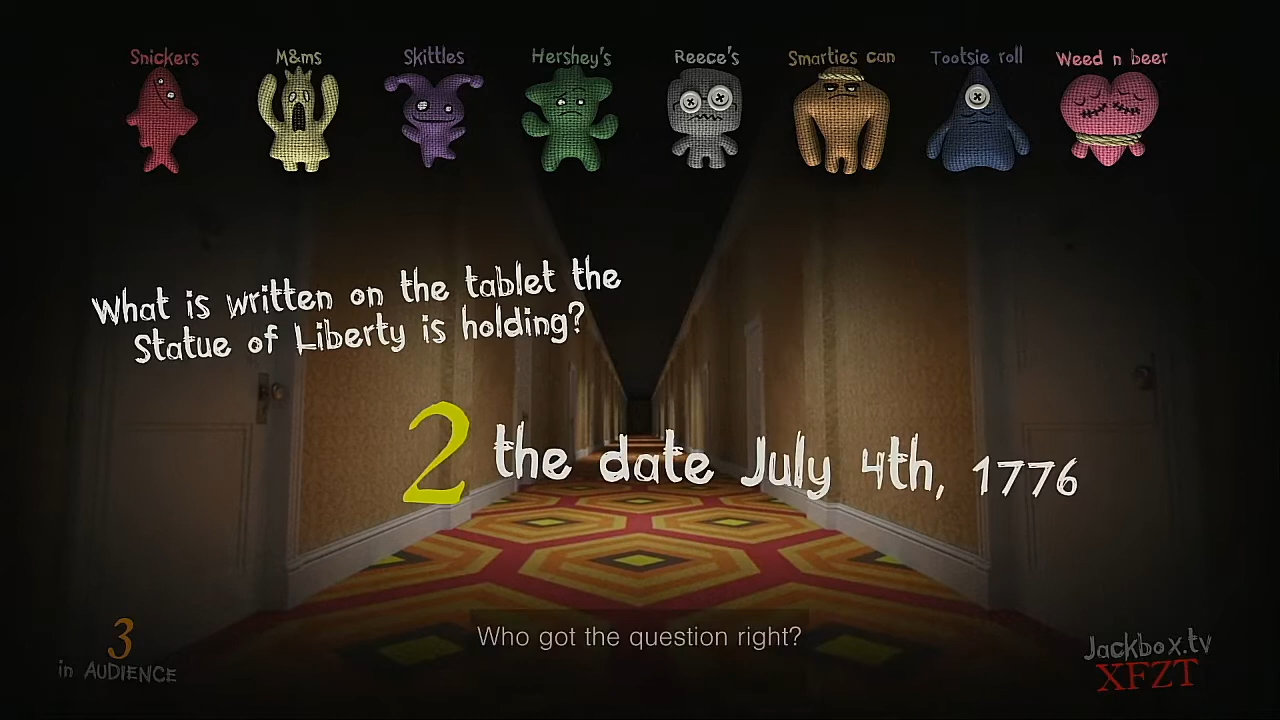 Snickers
M&ms
Skittles
Hershey's
Reece's
Smarties can
Tootsie roll
Weed n beer
What is written on the tablet the
Statue of Liberty is holding?
2 the date July 4th, 1776
Who got the question right?
3
in AUDIENCE
Jackbox.tv
XFZT